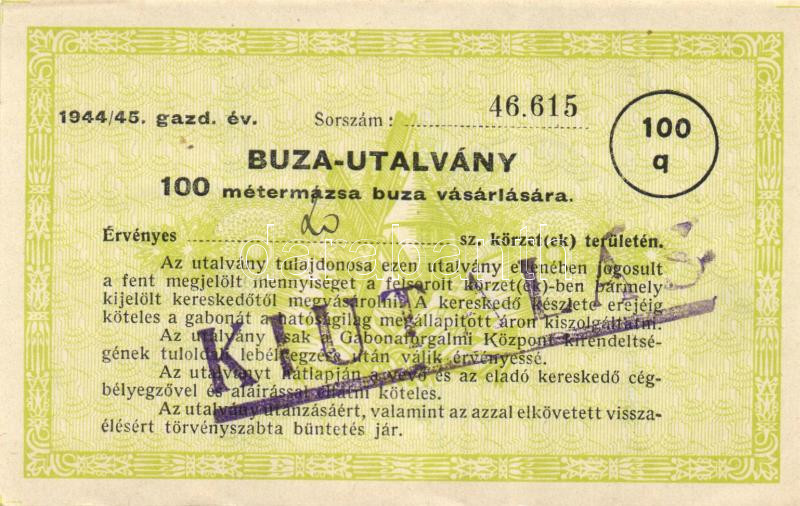 1944/45. gazd. év. Sorszám: 46.615
100
q
BUZA-UTALVÁNY
100 métermázsa buza vásárlására.
Érvényes 20 sz. körzet(ek) területén.
Az utalvány tulajdonosa ezen utalvány ellenében jogosult
a fent megjelölt mennyiséget a felsorolt körzet(ek)-ben bármely
kijelölt kereskedőtől megvásárolni. A kereskedő készlete erejéig
köteles a gabonát a hatóságilag megállapitott áron kiszolgáltatni.
Az utalvány csak a Gabonaforgalmi Központ kirendeltsé-
gének tuloldali lebélyegzése után válik érvényessé.
Az utalványt hátlapján a vevő és az eladó kereskedő cég-
bélyegzővel és aláirással ellátni köteles.
Az utalvány utánzásáért, valamint az azzal elkövetett vissza-
élésért törvényszabta büntetés jár.
KIUTALÁS